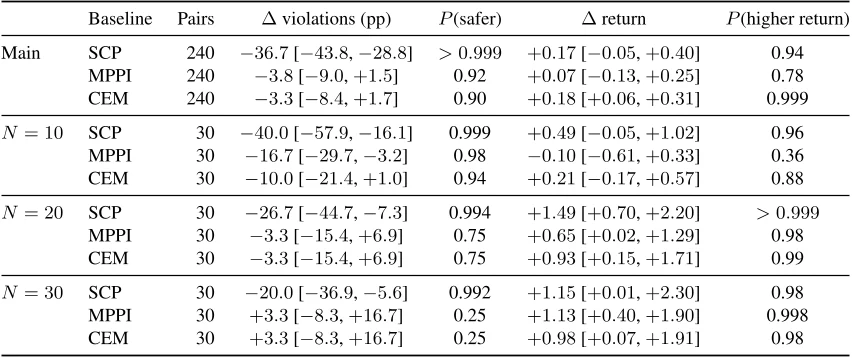 Baseline Pairs Δ violations (pp) P(safer) Δ return P(higher return)
Main SCP 240 −36.7 [−43.8, −28.8] > 0.999 +0.17 [−0.05, +0.40] 0.94
MPPI 240 −3.8 [−9.0, +1.5] 0.92 +0.07 [−0.13, +0.25] 0.78
CEM 240 −3.3 [−8.4, +1.7] 0.90 +0.18 [+0.06, +0.31] 0.999
N = 10 SCP 30 −40.0 [−57.9, −16.1] 0.999 +0.49 [−0.05, +1.02] 0.96
MPPI 30 −16.7 [−29.7, −3.2] 0.98 −0.10 [−0.61, +0.33] 0.36
CEM 30 −10.0 [−21.4, +1.0] 0.94 +0.21 [−0.17, +0.57] 0.88
N = 20 SCP 30 −26.7 [−44.7, −7.3] 0.994 +1.49 [+0.70, +2.20] > 0.999
MPPI 30 −3.3 [−15.4, +6.9] 0.75 +0.65 [+0.02, +1.29] 0.98
CEM 30 −3.3 [−15.4, +6.9] 0.75 +0.93 [+0.15, +1.71] 0.99
N = 30 SCP 30 −20.0 [−36.9, −5.6] 0.992 +1.15 [+0.01, +2.30] 0.98
MPPI 30 +3.3 [−8.3, +16.7] 0.25 +1.13 [+0.40, +1.90] 0.998
CEM 30 +3.3 [−8.3, +16.7] 0.25 +0.98 [+0.07, +1.91] 0.98